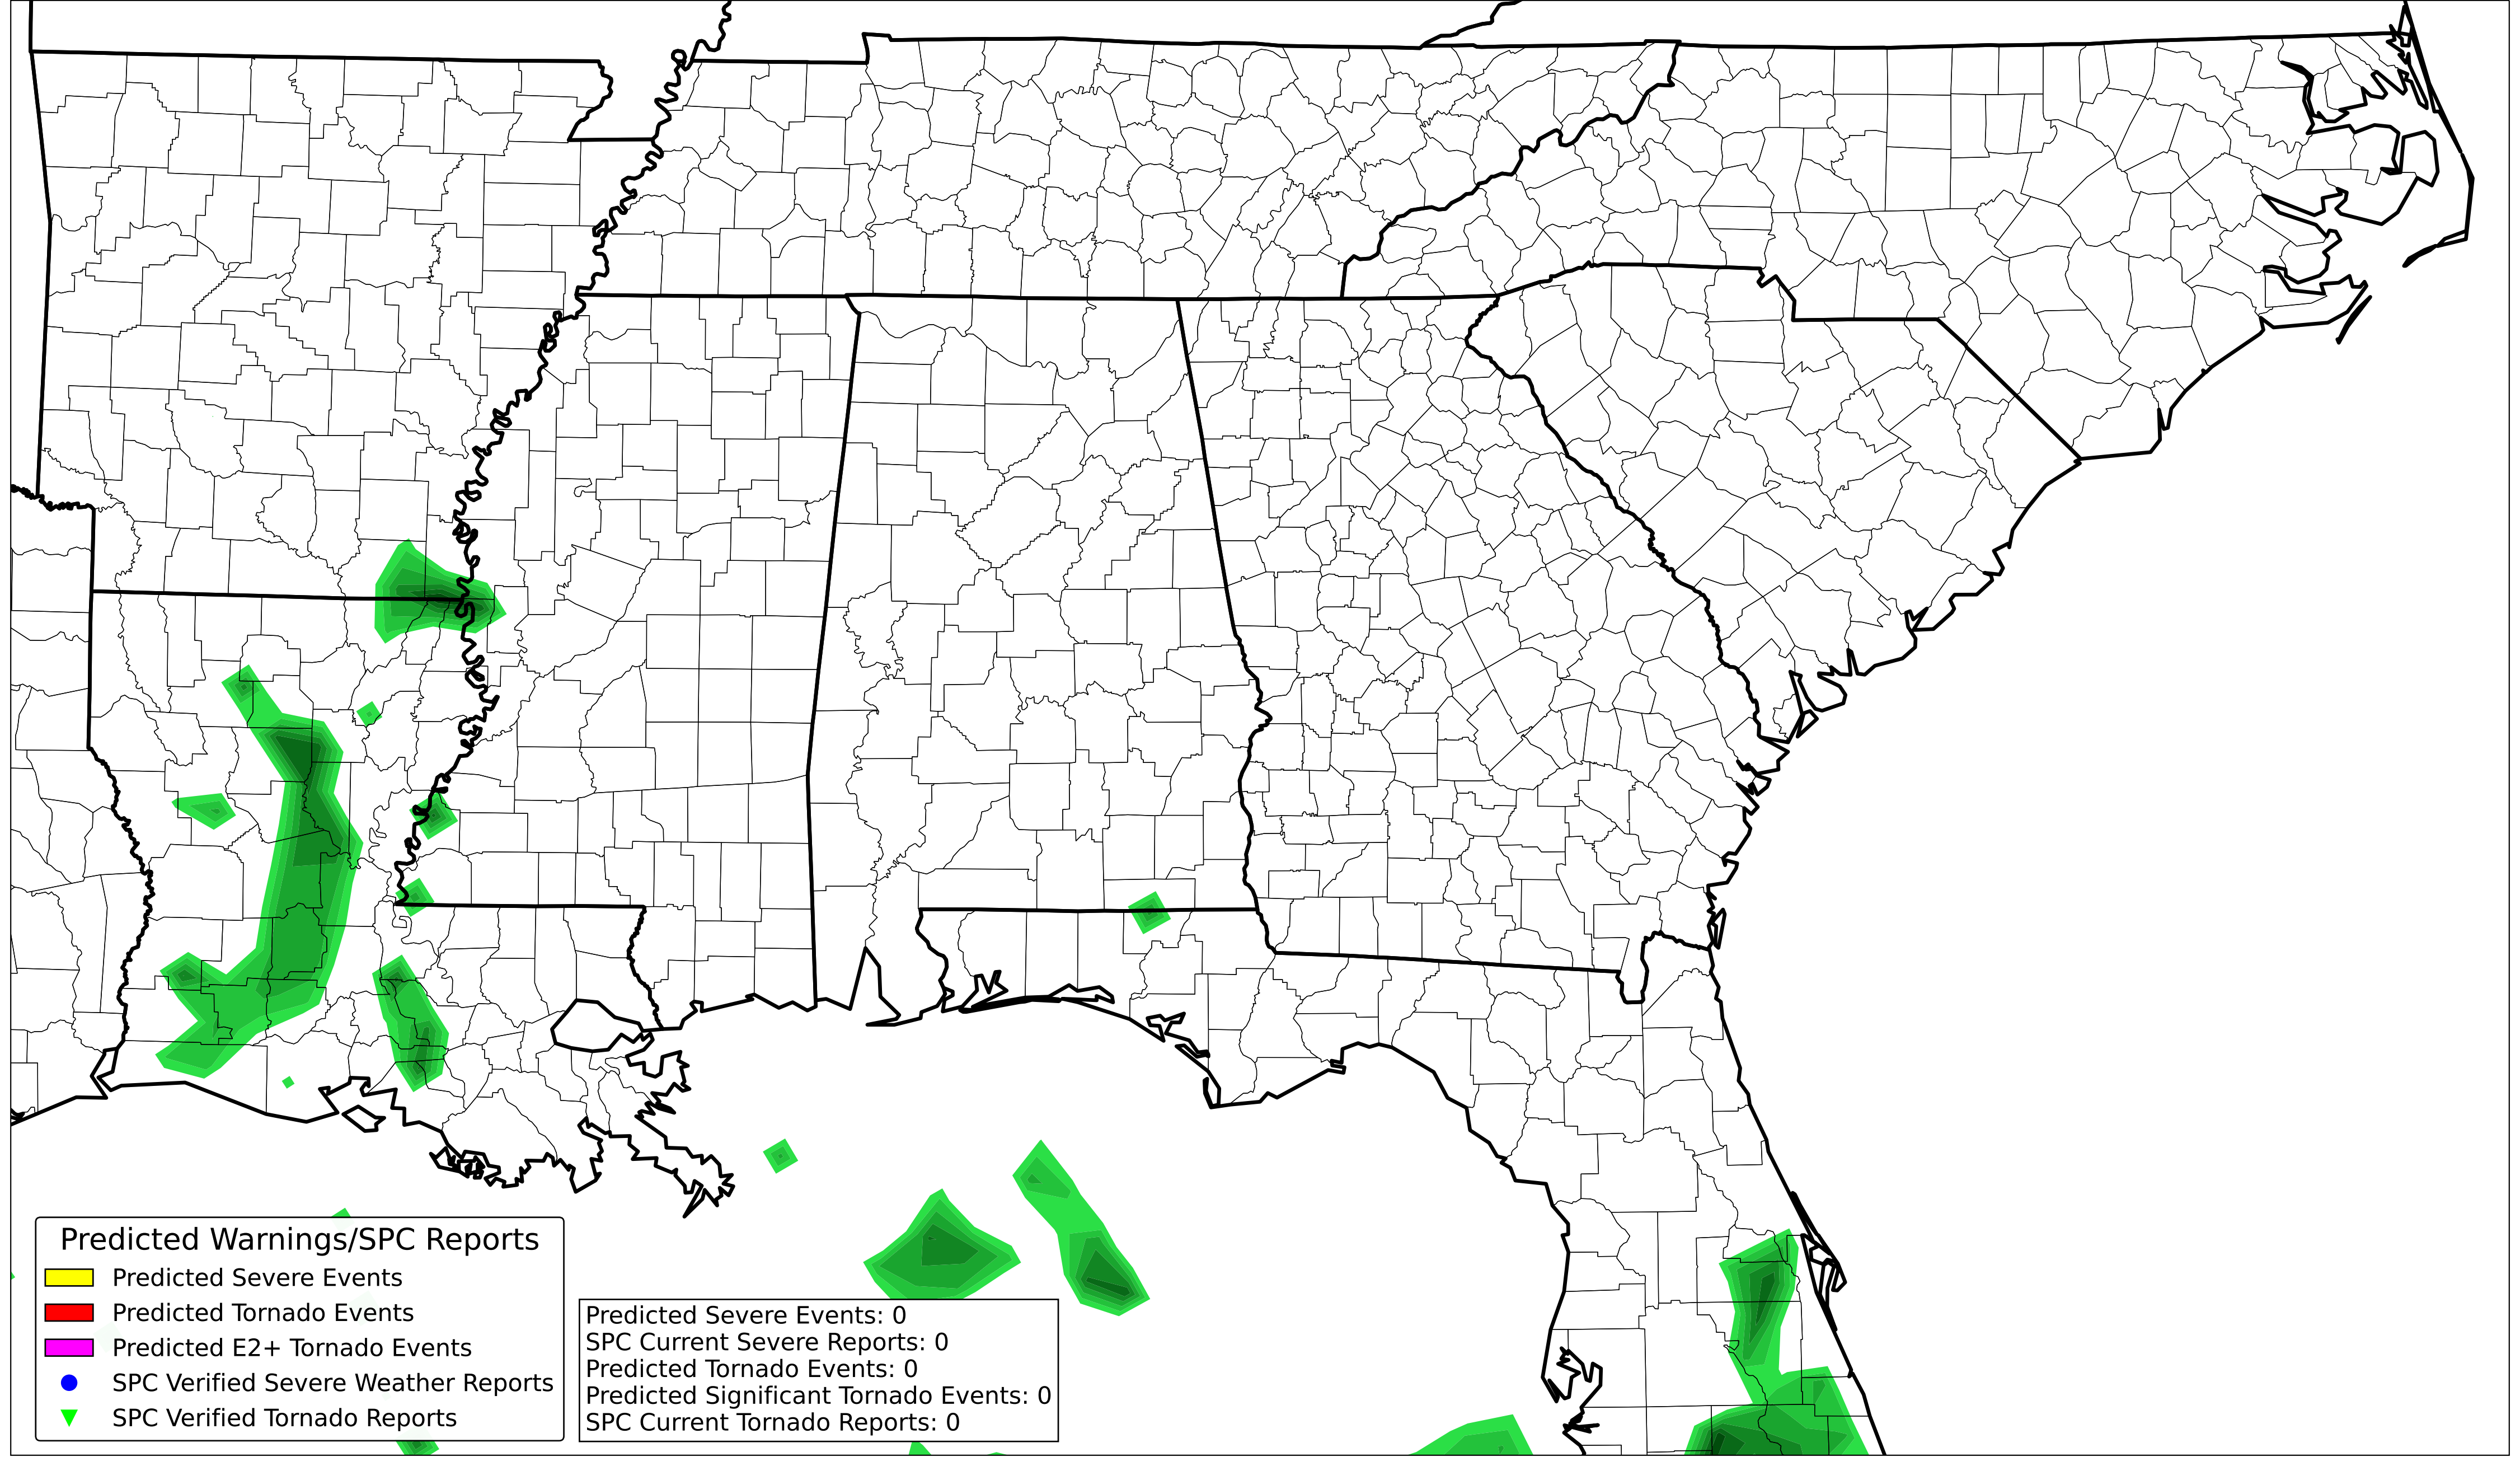 Predicted Warnings/SPC Reports
Predicted Severe Events
Predicted Tornado Events
Predicted E2+ Tornado Events
SPC Verified Severe Weather Reports
SPC Verified Tornado Reports
Predicted Severe Events: 0
SPC Current Severe Reports: 0
Predicted Tornado Events: 0
Predicted Significant Tornado Events: 0
SPC Current Tornado Reports: 0